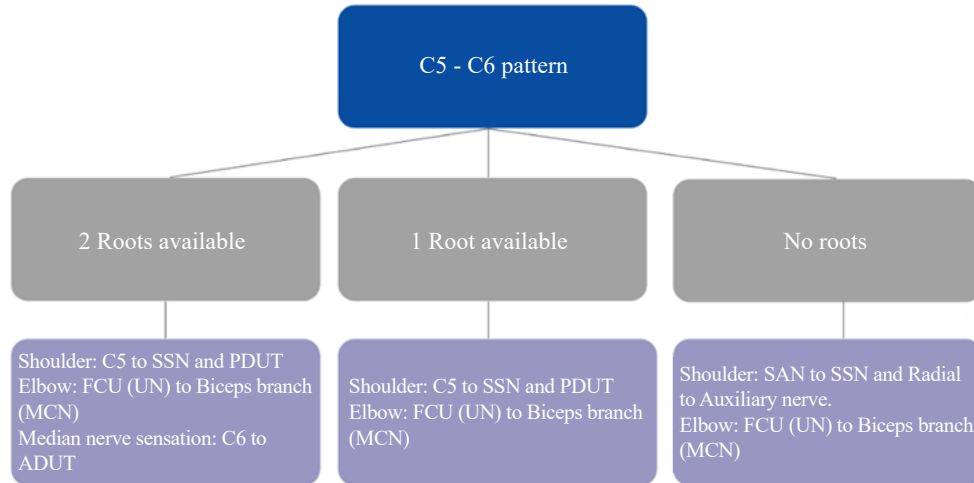 C5 - C6 pattern
2 Roots available
1 Root available
No roots
Shoulder: C5 to SSN and PDUT
Elbow: FCU (UN) to Biceps branch
(MCN)
Median nerve sensation: C6 to
ADUT
Shoulder: C5 to SSN and PDUT
Elbow: FCU (UN) to Biceps branch
(MCN)
Shoulder: SAN to SSN and Radial
to Auxiliary nerve.
Elbow: FCU (UN) to Biceps branch
(MCN)